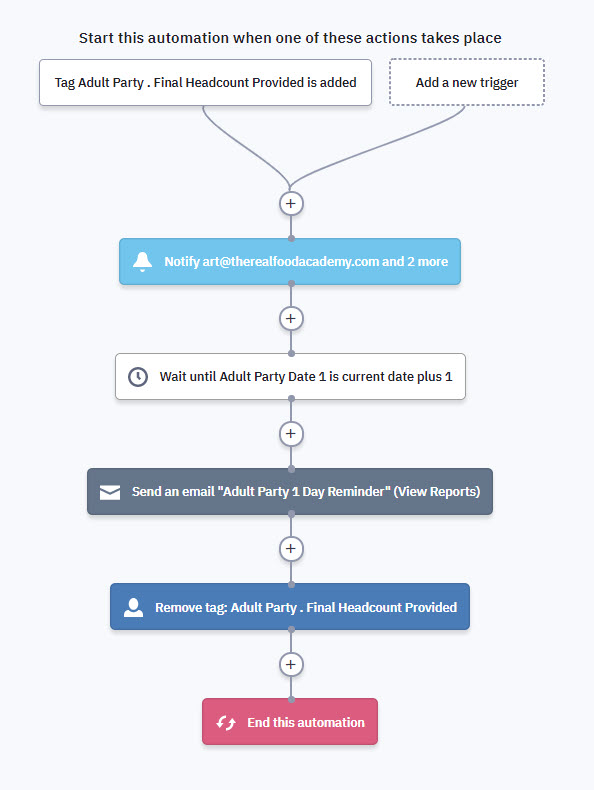 Start this automation when one of these actions takes place
Tag Adult Party . Final Headcount Provided is added
Add a new trigger
Notify art@therealfoodacademy.com and 2 more
Wait until Adult Party Date 1 is current date plus 1
Send an email "Adult Party 1 Day Reminder" (View Reports)
Remove tag: Adult Party . Final Headcount Provided
End this automation